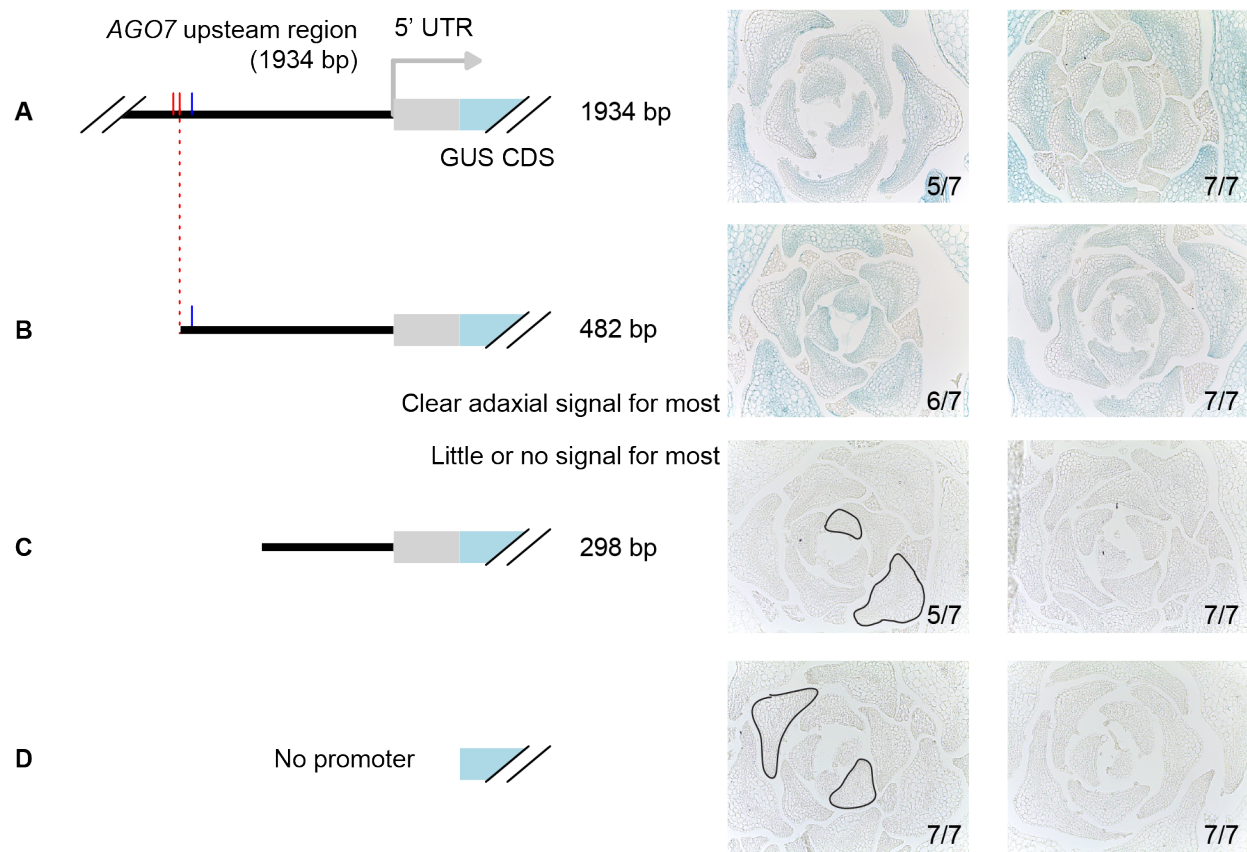 AGO7 upsteam region
(1934 bp)
5' UTR
A
1934 bp
GUS CDS
5/7
7/7
B
482 bp
Clear adaxial signal for most
6/7
7/7
Little or no signal for most
C
298 bp
5/7
7/7
D
No promoter
7/7
7/7